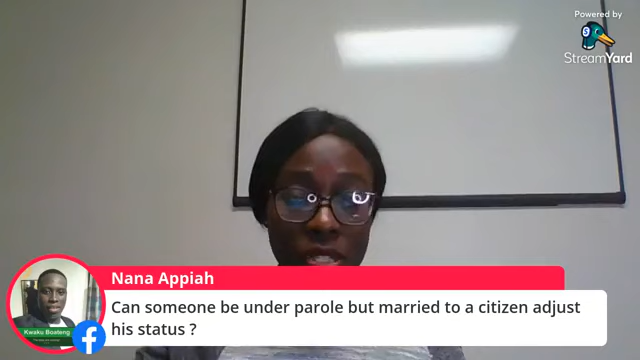 Powered by
StreamYard
Nana Appiah
Can someone be under parole but married to a citizen adjust
his status ?
Kwaku Boateng